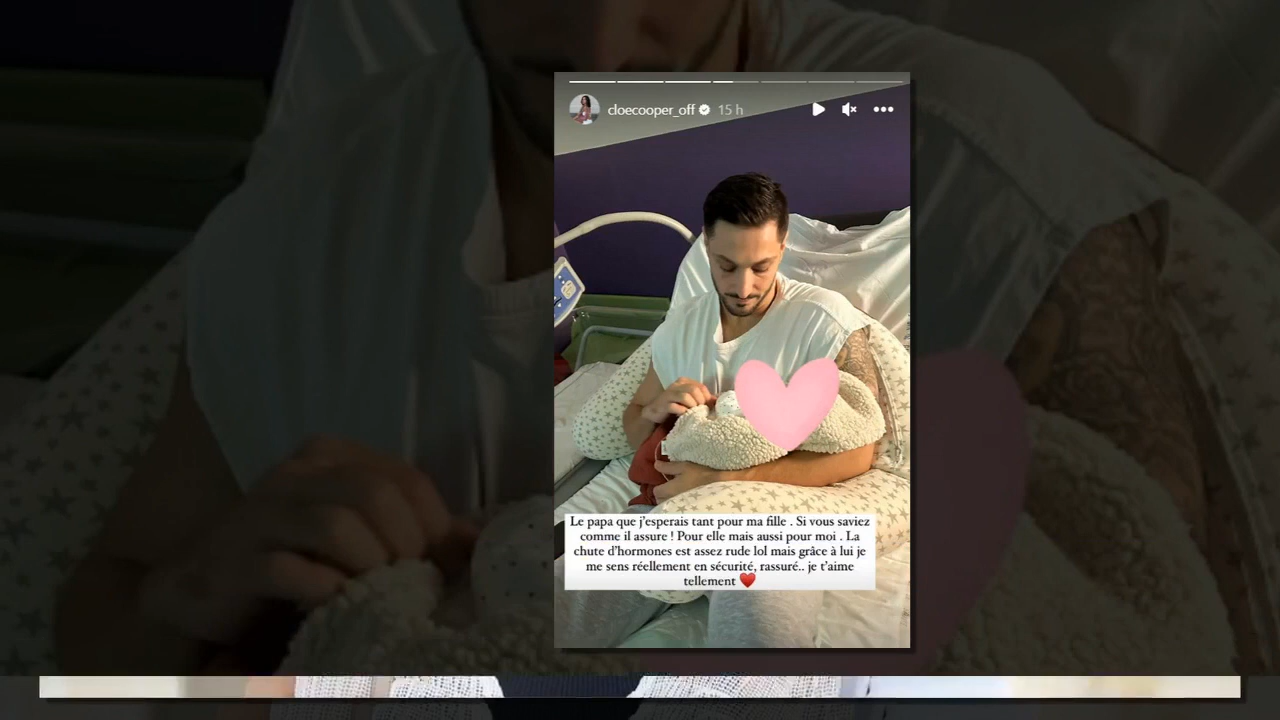 cloecooper_off 15 h
Le papa que j'esperais tant pour ma fille . Si vous saviez
comme il assure ! Pour elle mais aussi pour moi . La
chute d'hormones est assez rude lol mais grâce à lui je
me sens réellement en sécurité, rassuré.. je t'aime
tellement ❤️